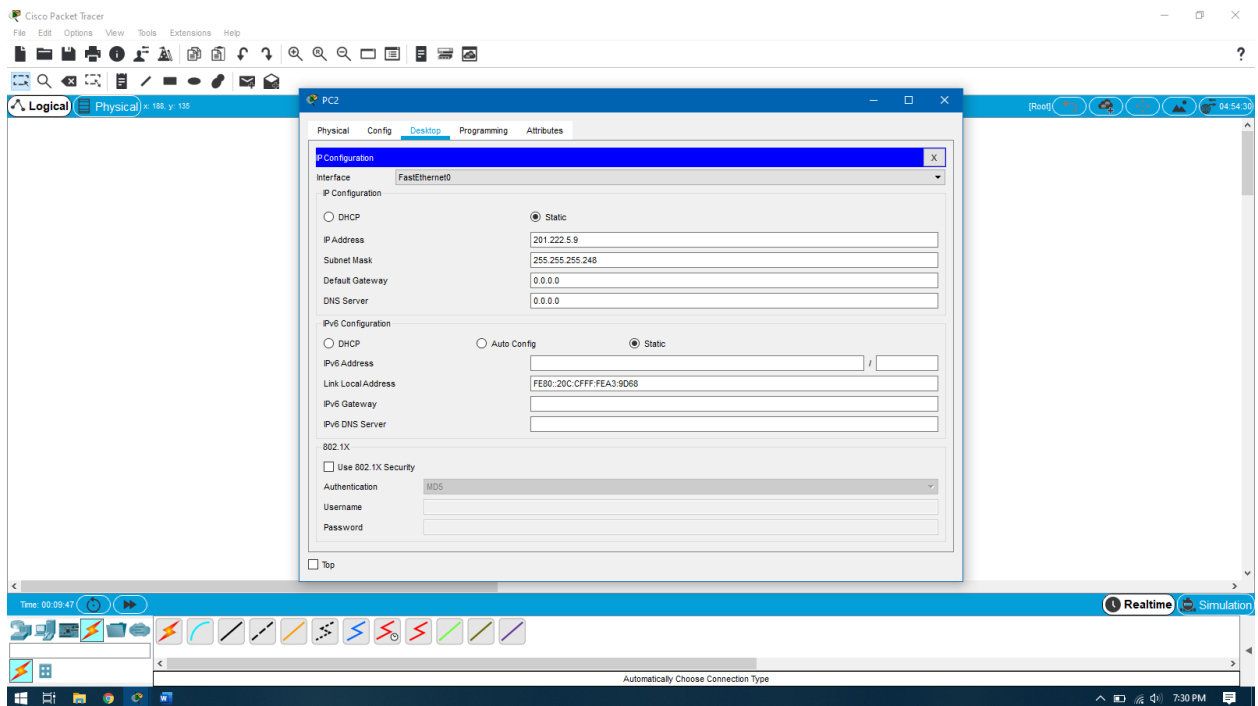 Cisco Packet Tracer
File Edit Options View Tools Extensions Help
?
Logical Physical x: 188, y: 135 [Root] 04:54:30
PC2
Physical Config Desktop Programming Attributes
IP Configuration X
Interface FastEthernet0
IP Configuration
DHCP Static
IP Address 201.222.5.9
Subnet Mask 255.255.255.248
Default Gateway 0.0.0.0
DNS Server 0.0.0.0
IPv6 Configuration
DHCP Auto Config Static
IPv6 Address /
Link Local Address FE80::20C:CFFF:FEA3:9D68
IPv6 Gateway
IPv6 DNS Server
802.1X
Use 802.1X Security
Authentication MD5
Username
Password
Top
Time: 00:09:47 Realtime Simulation
Automatically Choose Connection Type
7:30 PM